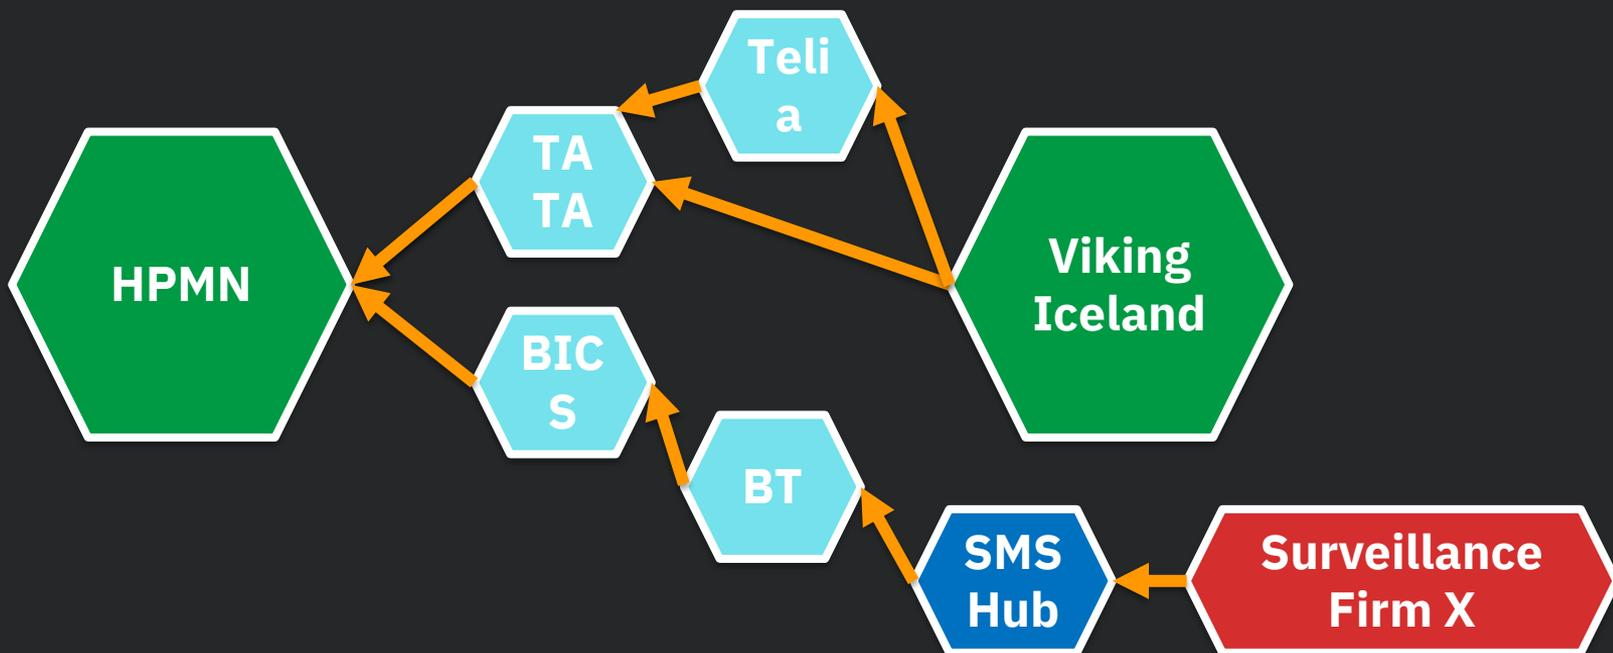 Teli
a
TA
TA
HPMN
Viking
Iceland
BIC
S
BT
SMS
Hub
Surveillance
Firm X